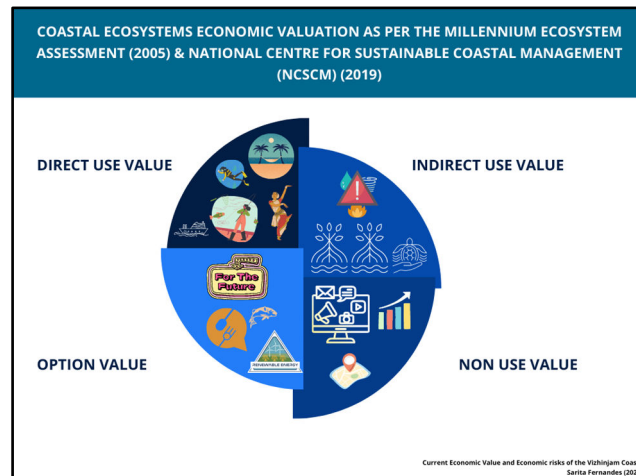 COASTAL ECOSYSTEMS ECONOMIC VALUATION AS PER THE MILLENNIUM ECOSYSTEM
ASSESSMENT (2005) & NATIONAL CENTRE FOR SUSTAINABLE COASTAL MANAGEMENT
(NCSCM) (2019)
DIRECT USE VALUE
INDIRECT USE VALUE
For The
Future
RENEWABLE ENERGY
OPTION VALUE
NON USE VALUE
Current Economic Value and Economic risks of the Vizhinjam Coas
Sarita Fernandes (202